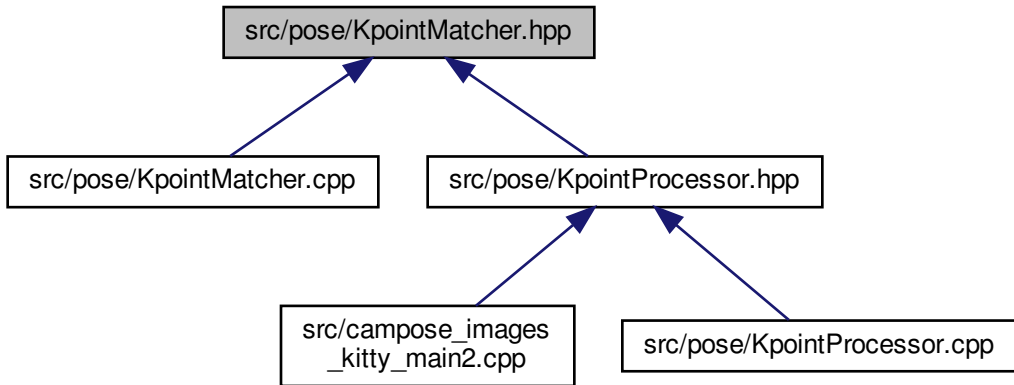 src/pose/KpointMatcher.hpp
src/pose/KpointMatcher.cpp
src/pose/KpointProcessor.hpp
src/campose_images
_kitty_main2.cpp
src/pose/KpointProcessor.cpp